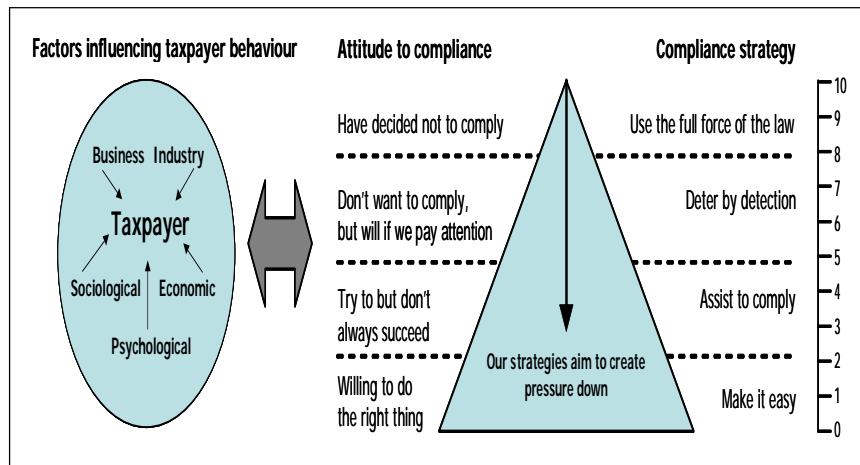 Factors influencing taxpayer behaviour
Business Industry
Taxpayer
Sociological Economic
Psychological
Attitude to compliance
Have decided not to comply
Don't want to comply,
but will if we pay attention
Try to but don't
always succeed
Willing to do
the right thing
Our strategies aim to create
pressure down
Compliance strategy
Use the full force of the law
Deter by detection
Assist to comply
Make it easy
10
9
8
7
6
5
4
3
2
1
0